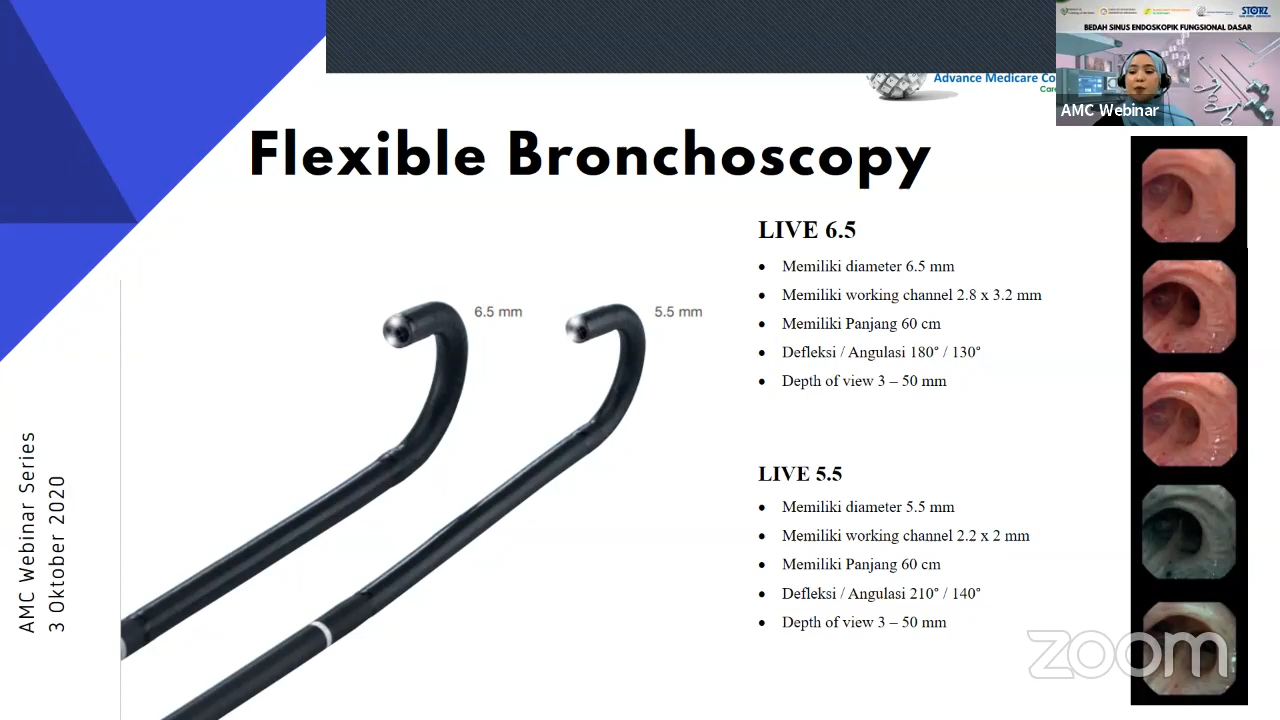 Advance Medicare Co
Care
STORZ
BEDAH SINUS ENDOSKOPIK FUNGSIONAL DASAR
AMC Webinar
Flexible Bronchoscopy
6.5 mm
5.5 mm
LIVE 6.5
• Memiliki diameter 6.5 mm
• Memiliki working channel 2.8 x 3.2 mm
• Memiliki Panjang 60 cm
• Defleksi / Angulasi 180° / 130°
• Depth of view 3 – 50 mm
LIVE 5.5
• Memiliki diameter 5.5 mm
• Memiliki working channel 2.2 x 2 mm
• Memiliki Panjang 60 cm
• Defleksi / Angulasi 210° / 140°
• Depth of view 3 – 50 mm
AMC Webinar Series
3 Oktober 2020
zoom